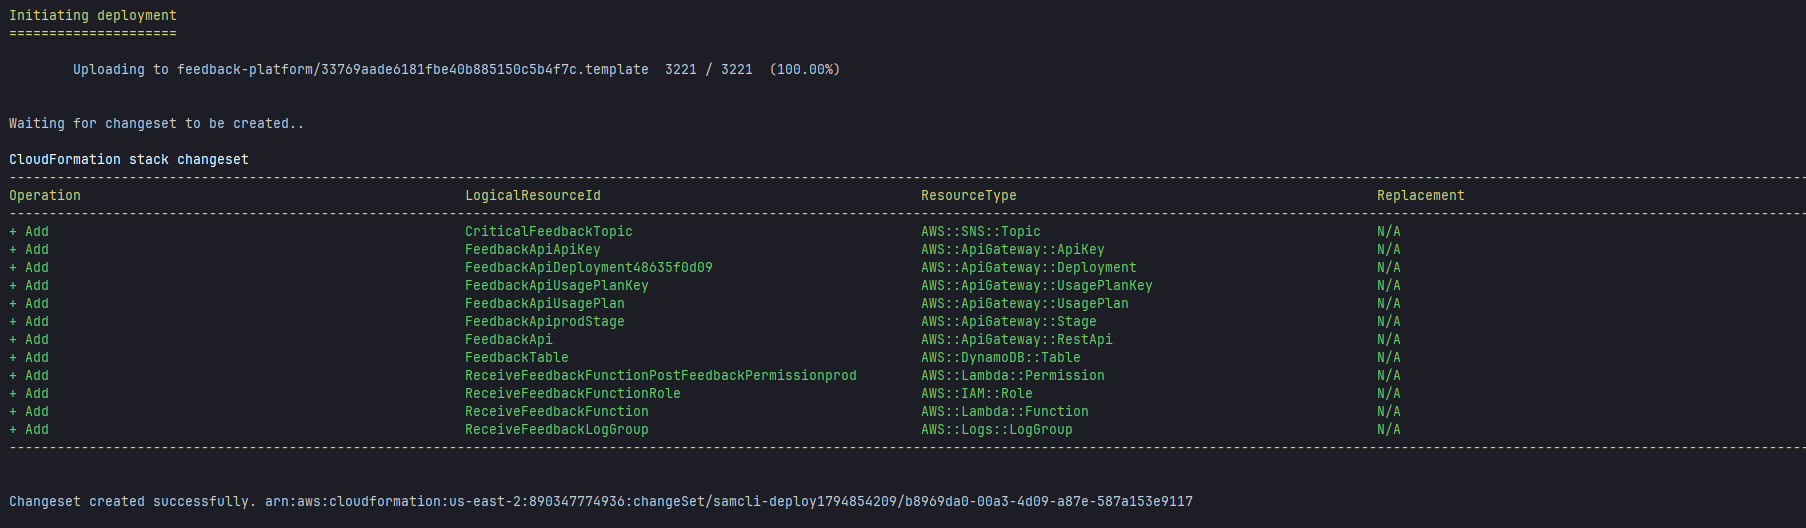 Initiating deployment
=====================
Uploading to feedback-platform/33769aade6181fbe40b885150c5b4f7c.template  3221 / 3221  (100.00%)
Waiting for changeset to be created..
CloudFormation stack changeset
Operation LogicalResourceId ResourceType Replacement
+ Add CriticalFeedbackTopic AWS::SNS::Topic N/A
+ Add FeedbackApiApiKey AWS::ApiGateway::ApiKey N/A
+ Add FeedbackApiDeployment48635f0d09 AWS::ApiGateway::Deployment N/A
+ Add FeedbackApiUsagePlanKey AWS::ApiGateway::UsagePlanKey N/A
+ Add FeedbackApiUsagePlan AWS::ApiGateway::UsagePlan N/A
+ Add FeedbackApiprodStage AWS::ApiGateway::Stage N/A
+ Add FeedbackApi AWS::ApiGateway::RestApi N/A
+ Add FeedbackTable AWS::DynamoDB::Table N/A
+ Add ReceiveFeedbackFunctionPostFeedbackPermissionprod AWS::Lambda::Permission N/A
+ Add ReceiveFeedbackFunctionRole AWS::IAM::Role N/A
+ Add ReceiveFeedbackFunction AWS::Lambda::Function N/A
+ Add ReceiveFeedbackLogGroup AWS::Logs::LogGroup N/A
Changeset created successfully. arn:aws:cloudformation:us-east-2:890347774936:changeSet/samcli-deploy1794854209/b8969da0-00a3-4d09-a87e-587a153e9117